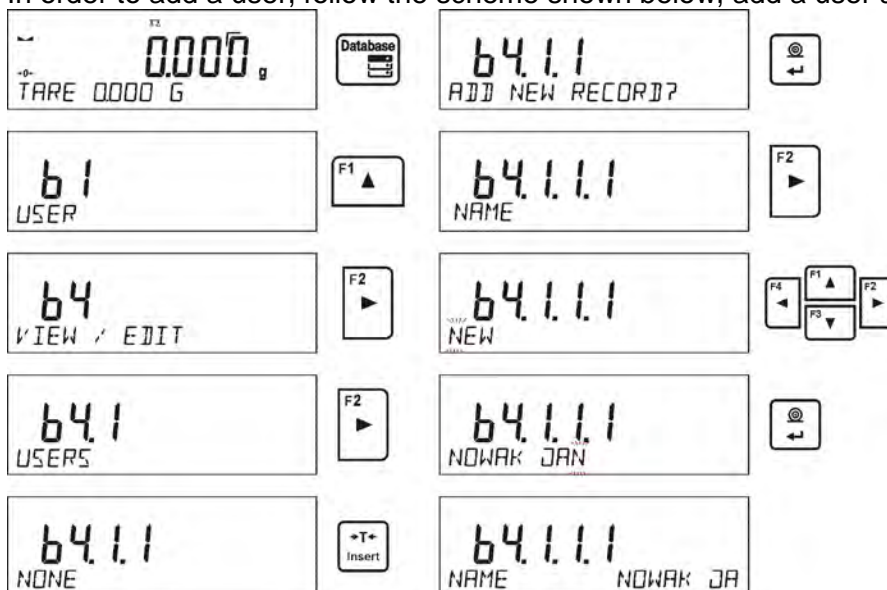 In order to add a user, follow the scheme shown below, add a user
0.000 g
→0←
TARE 0.000 G
Database
b1
USER
F1
b4
VIEW / EDIT
F2
b4.1
USERS
F2
b4.1.1
NONE
→T←
Insert
b4.1.1
ADD NEW RECORD?
b4.1.1.1
NAME
F2
b4.1.1.1
NEW
F4 F1 F2
F3
b4.1.1.1
NOWAK JAN
b4.1.1.1
NAME NOWAK JA